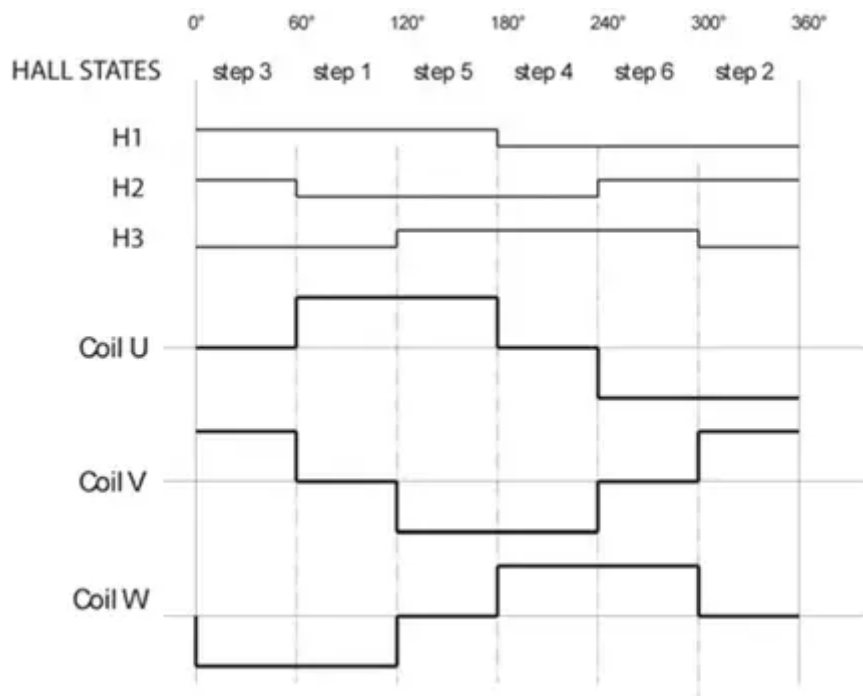 0° 60° 120° 180° 240° 300° 360°
HALL STATES step 3 step 1 step 5 step 4 step 6 step 2
H1
H2
H3
Coil U
Coil V
Coil W